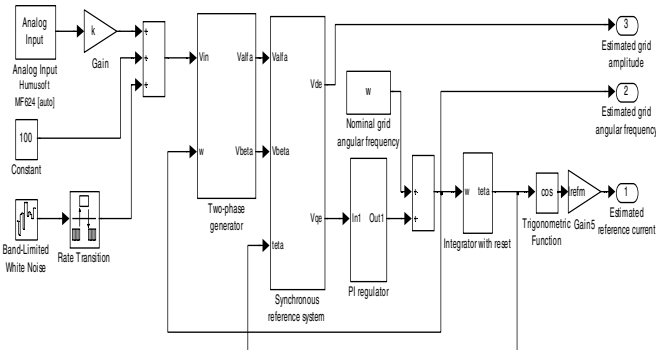 Analog
Input
Analog Input
Humusoft
MF624 [auto]
k
Gain
100
Constant
Band-Limited
White Noise
Rate Transition
Vin
w
Valfa
Vbeta
Two-phase
generator
Valfa
Vbeta
teta
Vde
Vqe
Synchronous
reference system
w
Nominal grid
angular frequency
In1
Out1
PI regulator
w
teta
Integrator with reset
cos
Trigonometric
Function
Irefm
Gain5
3
Estimated grid
amplitude
2
Estimated grid
angular frequency
1
Estimated
reference current